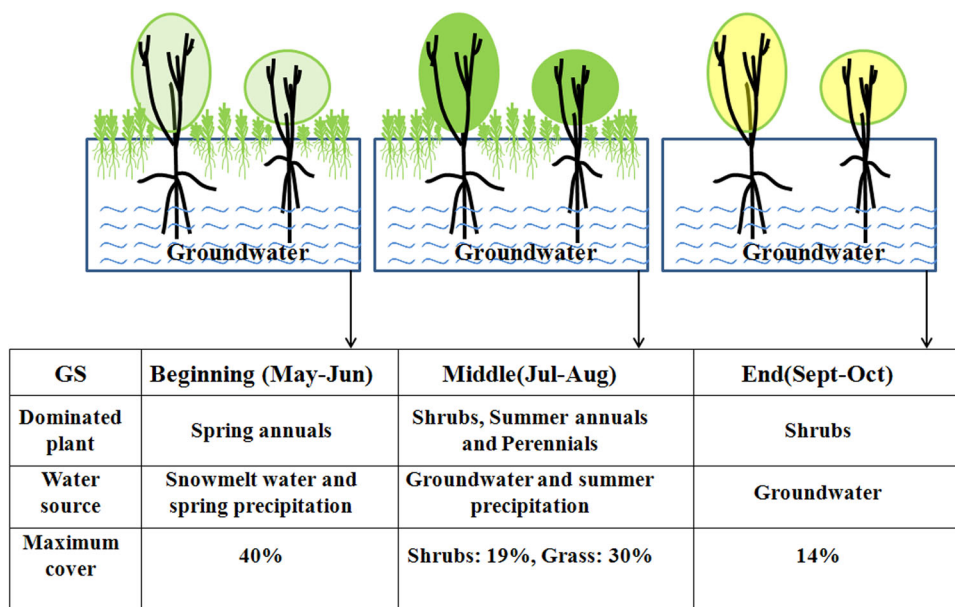 Groundwater
Groundwater
Groundwater
GS
Beginning (May-Jun)
Middle(Jul-Aug)
End(Sept-Oct)
Dominated
plant
Spring annuals
Shrubs, Summer annuals
and Perennials
Shrubs
Water
source
Snowmelt water and
spring precipitation
Groundwater and summer
precipitation
Groundwater
Maximum
cover
40%
Shrubs: 19%, Grass: 30%
14%